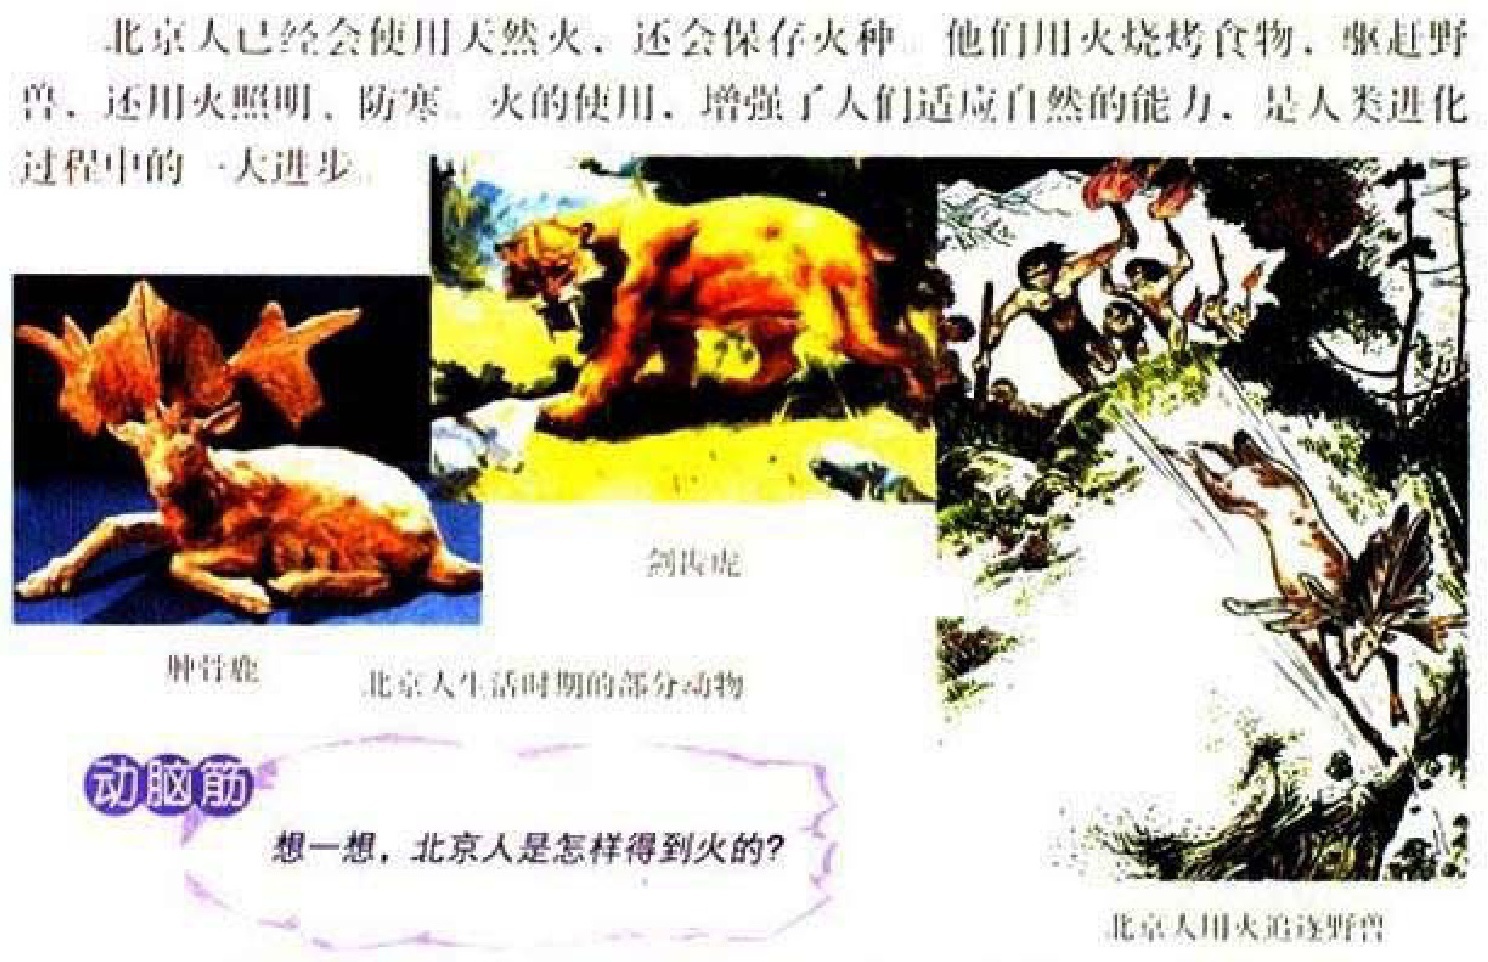 北京人已经会使用天然火，还会保存火种。他们用火烧烤食物，驱赶野
兽，还用火照明、防寒。火的使用，增强了人们适应自然的能力，是人类进化
过程中的一大进步。
剑齿虎
肿骨鹿
北京人生活时期的部分动物
动脑筋
想一想，北京人是怎样得到火的？
北京人用火追逐野兽